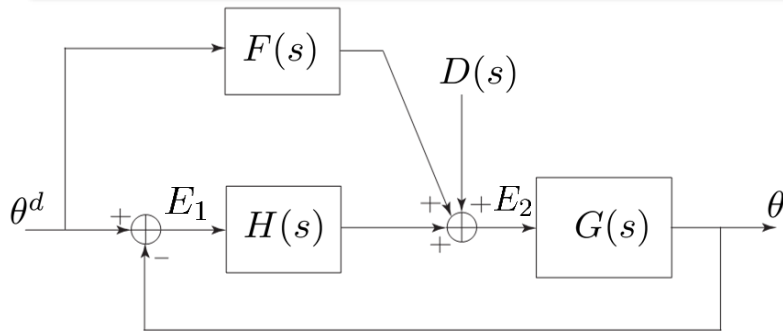 F(s)
D(s)
θ^d
+
E_1
H(s)
+
+
+
E_2
G(s)
θ
−